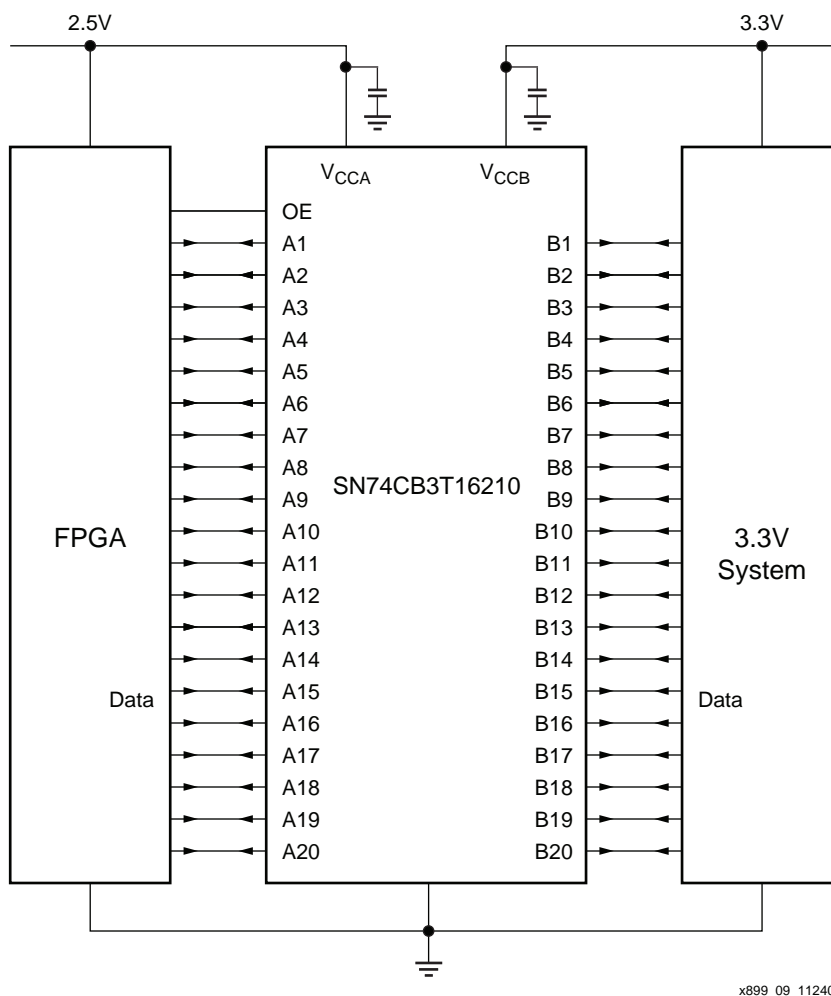 2.5V
3.3V
VCCA
VCCB
OE
A1
B1
A2
B2
A3
B3
A4
B4
A5
B5
A6
B6
A7
B7
A8
B8
SN74CB3T16210
A9
B9
FPGA
A10
B10
3.3V
System
A11
B11
A12
B12
A13
B13
A14
B14
Data
A15
B15
Data
A16
B16
A17
B17
A18
B18
A19
B19
A20
B20
x899_09_11240